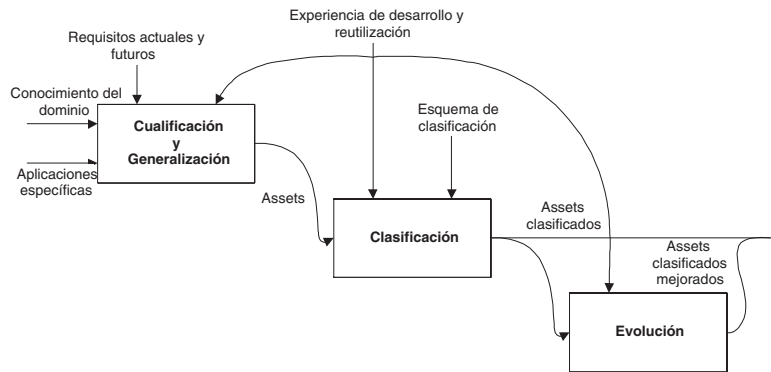 Experiencia de desarrollo y
reutilización
Requisitos actuales y
futuros
Conocimiento del
dominio
Cualificación
y
Generalización
Aplicaciones
específicas
Esquema de
clasificación
Assets
Clasificación
Assets
clasificados
Assets
clasificados
mejorados
Evolución